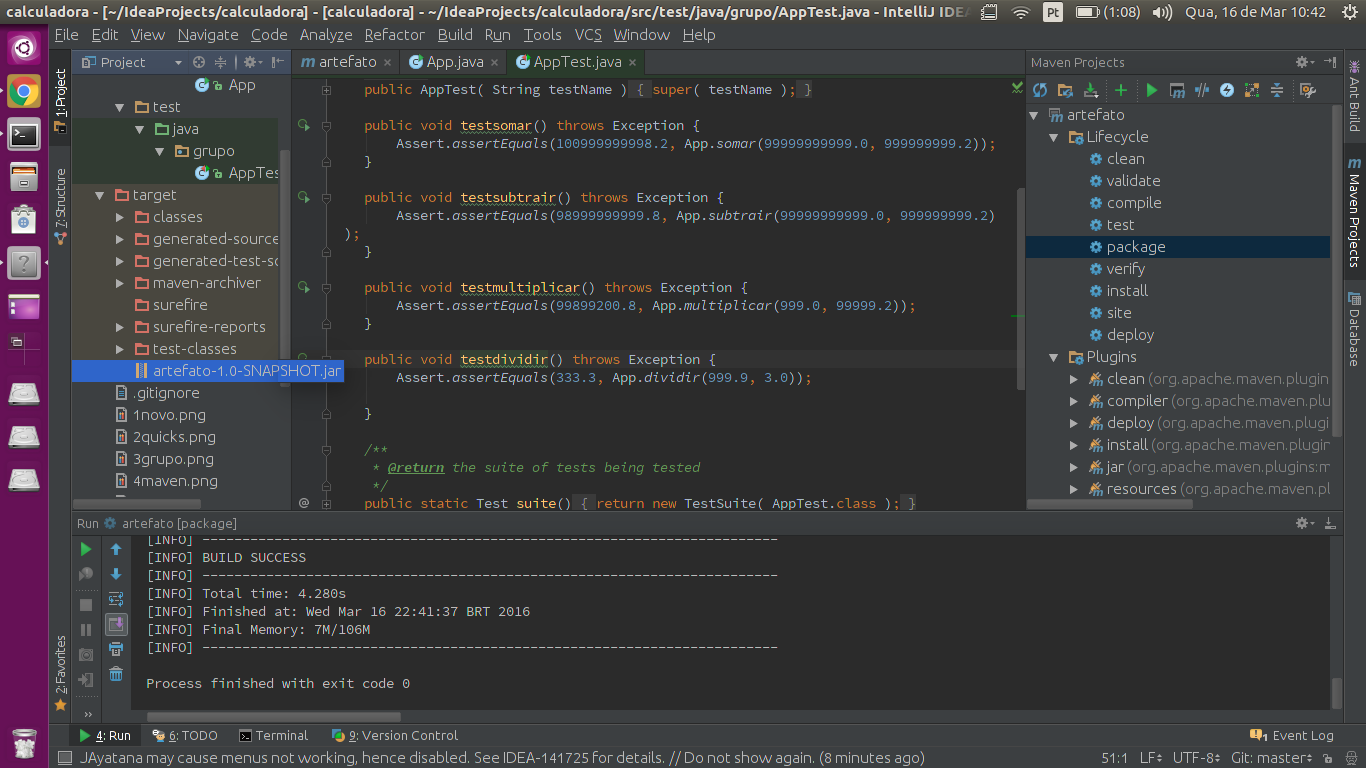 calculadora - [~/IdeaProjects/calculadora] - [calculadora] - ~/IdeaProjects/calculadora/src/test/java/grupo/AppTest.java - IntelliJ IDEA
Pt
(1:08)
Qua, 16 de Mar 10:42
File Edit View Navigate Code Analyze Refactor Build Run Tools VCS Window Help
Project
artefato
App.java
AppTest.java
Maven Projects
1: Project
7: Structure
2: Favorites
App
test
java
grupo
AppTes
target
classes
generated-source
generated-test-so
maven-archiver
surefire
surefire-reports
test-classes
artefato-1.0-SNAPSHOT.jar
.gitignore
1novo.png
2quicks.png
3grupo.png
4maven.png
public AppTest( String testName ) { super( testName ); }
public void testsomar() throws Exception {
Assert.assertEquals(100999999998.2, App.somar(99999999999.0, 999999999.2));
}
public void testsubtrair() throws Exception {
Assert.assertEquals(98999999999.8, App.subtrair(99999999999.0, 999999999.2)
);
}
public void testmultiplicar() throws Exception {
Assert.assertEquals(99899200.8, App.multiplicar(999.0, 99999.2));
}
public void testdividir() throws Exception {
Assert.assertEquals(333.3, App.dividir(999.9, 3.0));
}
/**
* @return the suite of tests being tested
*/
public static Test suite() { return new TestSuite( AppTest.class ); }
artefato
Lifecycle
clean
validate
compile
test
package
verify
install
site
deploy
Plugins
clean (org.apache.maven.plugin
compiler (org.apache.maven.plu
deploy (org.apache.maven.plugi
install (org.apache.maven.plugin
jar (org.apache.maven.plugins:m
resources (org.apache.maven.pl
Ant Build
Maven Projects
Database
Run artefato [package]
[INFO] ------------------------------------------------------------------------
[INFO] BUILD SUCCESS
[INFO] ------------------------------------------------------------------------
[INFO] Total time: 4.280s
[INFO] Finished at: Wed Mar 16 22:41:37 BRT 2016
[INFO] Final Memory: 7M/106M
[INFO] ------------------------------------------------------------------------
Process finished with exit code 0
4: Run
6: TODO
Terminal
9: Version Control
1 Event Log
JAyatana may cause menus not working, hence disabled. See IDEA-141725 for details. // Do not show again. (8 minutes ago)
51:1
LF
UTF-8
Git: master